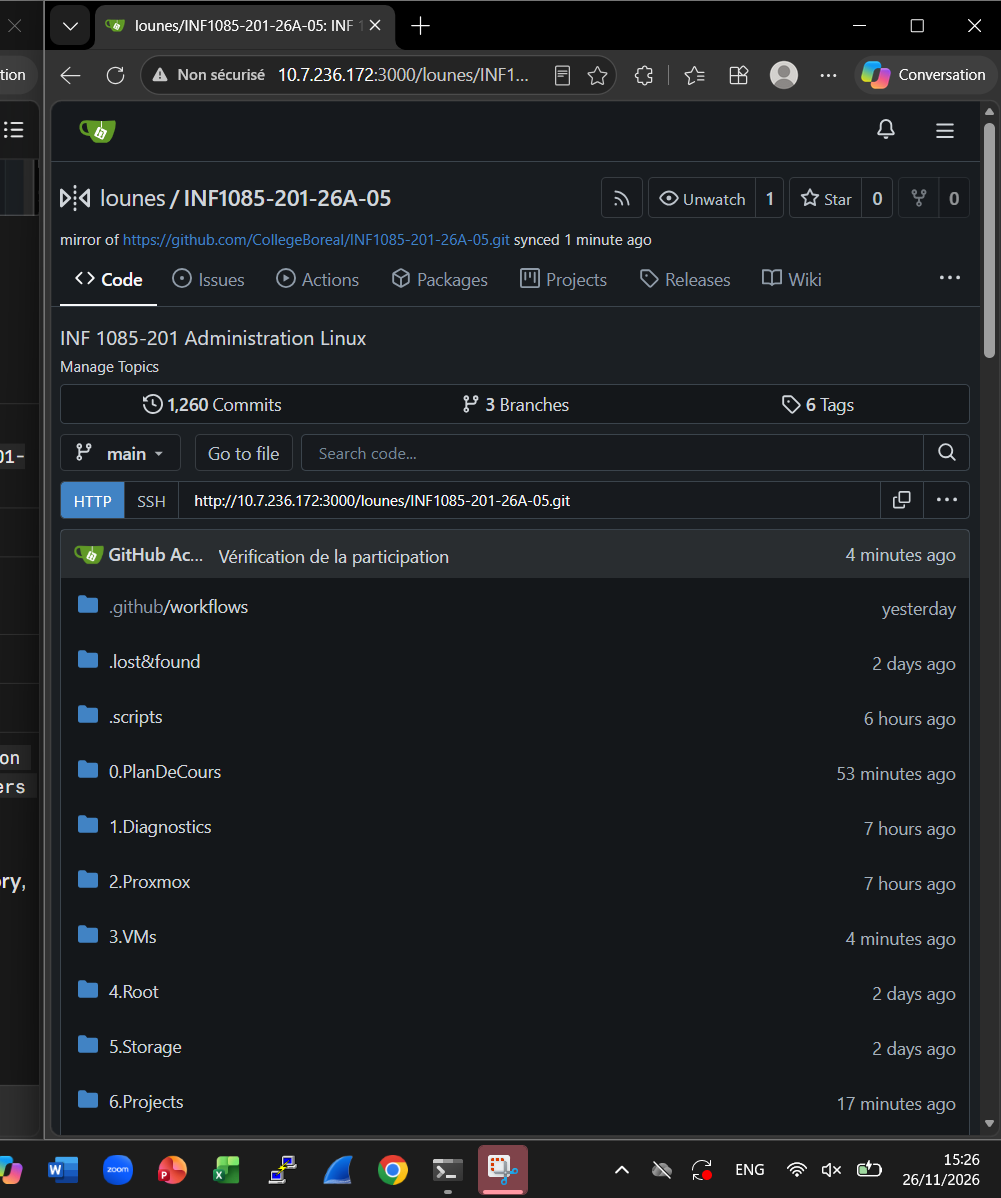 lounes/INF1085-201-26A-05: INF 1
tion
Non sécurisé 10.7.236.172:3000/lounes/INF1...
Conversation
lounes / INF1085-201-26A-05
Unwatch 1
Star 0
0
mirror of https://github.com/CollegeBoreal/INF1085-201-26A-05.git synced 1 minute ago
Code Issues Actions Packages Projects Releases Wiki
INF 1085-201 Administration Linux
Manage Topics
1,260 Commits 3 Branches 6 Tags
01-
main Go to file Search code...
HTTP SSH http://10.7.236.172:3000/lounes/INF1085-201-26A-05.git
GitHub Ac... Vérification de la participation 4 minutes ago
.github/workflows yesterday
.lost&found 2 days ago
.scripts 6 hours ago
on
0.PlanDeCours 53 minutes ago
ers
1.Diagnostics 7 hours ago
ory,
2.Proxmox 7 hours ago
3.VMs 4 minutes ago
4.Root 2 days ago
5.Storage 2 days ago
6.Projects 17 minutes ago
zoom
ENG
15:26
26/11/2026